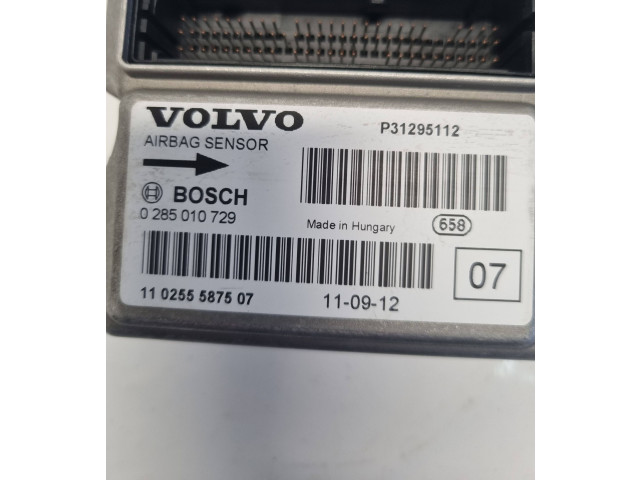 VOLVO
P31295112
AIRBAG SENSOR
BOSCH
0 285 010 729
Made in Hungary
658
07
11 0255 5875 07
11-09-12